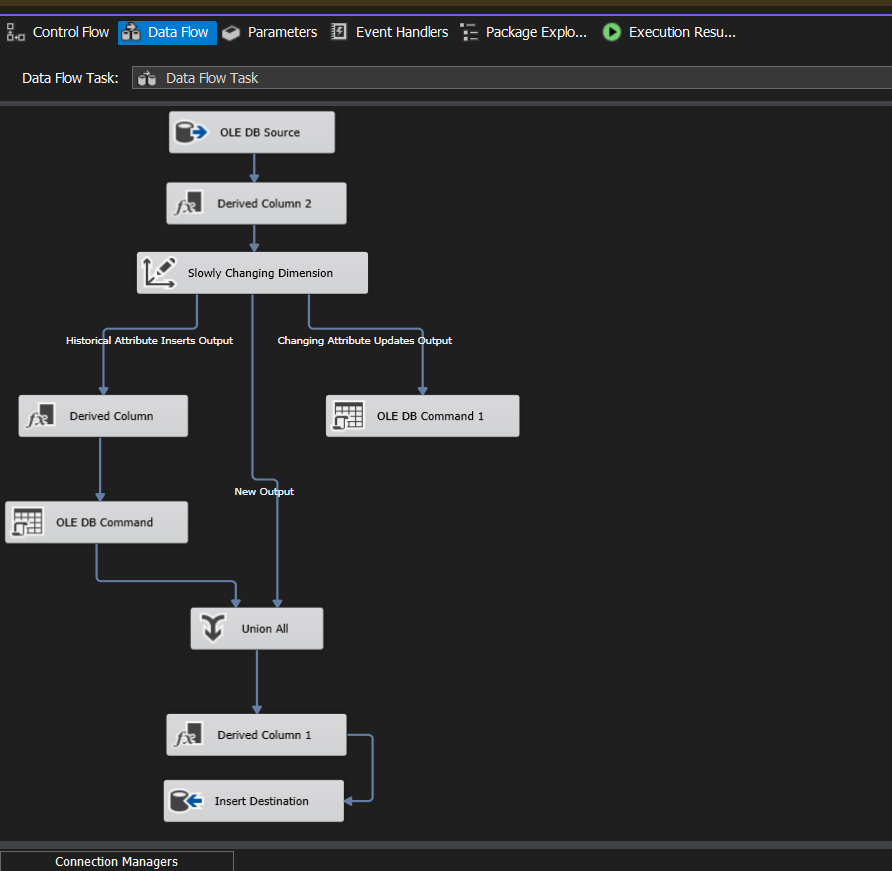 Control Flow
Data Flow
Parameters
Event Handlers
Package Explo...
Execution Resu...
Data Flow Task:
Data Flow Task
OLE DB Source
Derived Column 2
Slowly Changing Dimension
Historical Attribute Inserts Output
Changing Attribute Updates Output
Derived Column
OLE DB Command 1
New Output
OLE DB Command
Union All
Derived Column 1
Insert Destination
Connection Managers